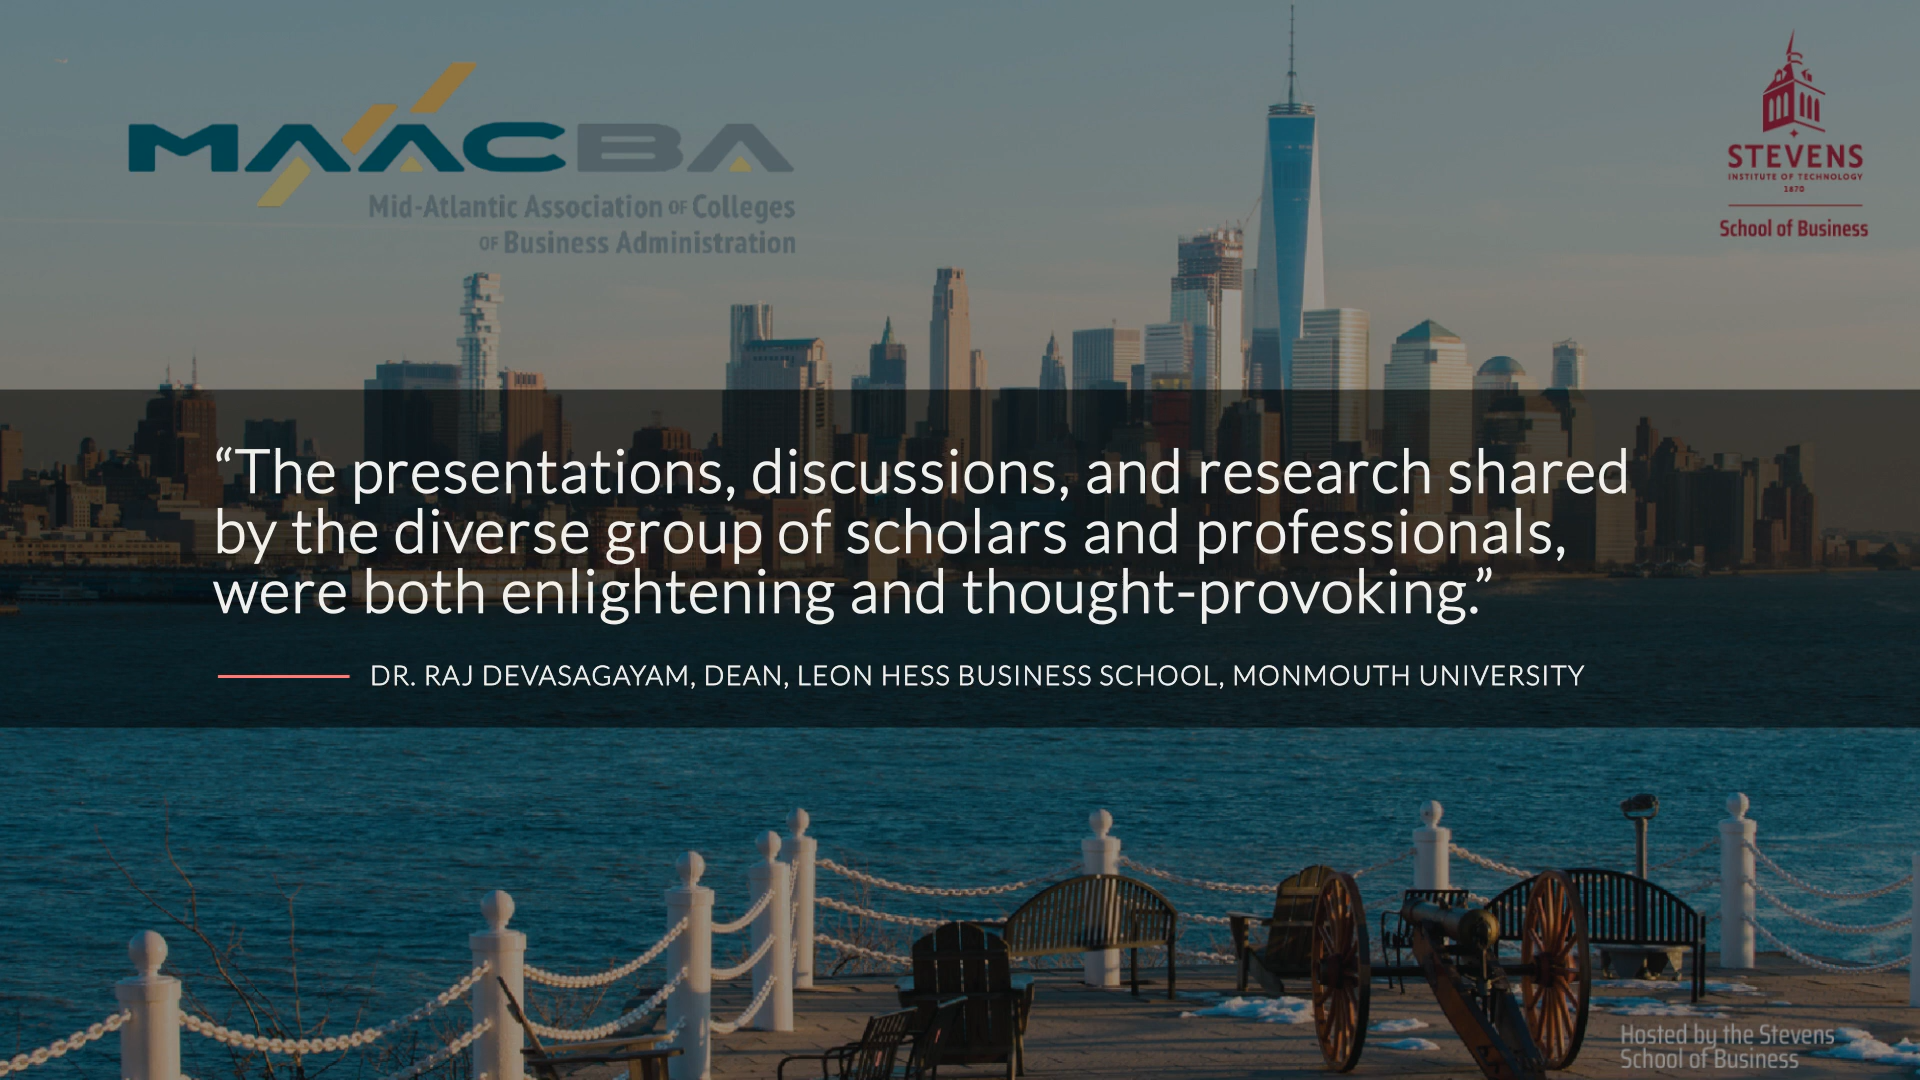 MAACBA
Mid-Atlantic Association OF Colleges
OF Business Administration
STEVENS
INSTITUTE OF TECHNOLOGY
1870
School of Business
“The presentations, discussions, and research shared
by the diverse group of scholars and professionals,
were both enlightening and thought-provoking.”
DR. RAJ DEVASAGAYAM, DEAN, LEON HESS BUSINESS SCHOOL, MONMOUTH UNIVERSITY
Hosted by the Stevens
School of Business